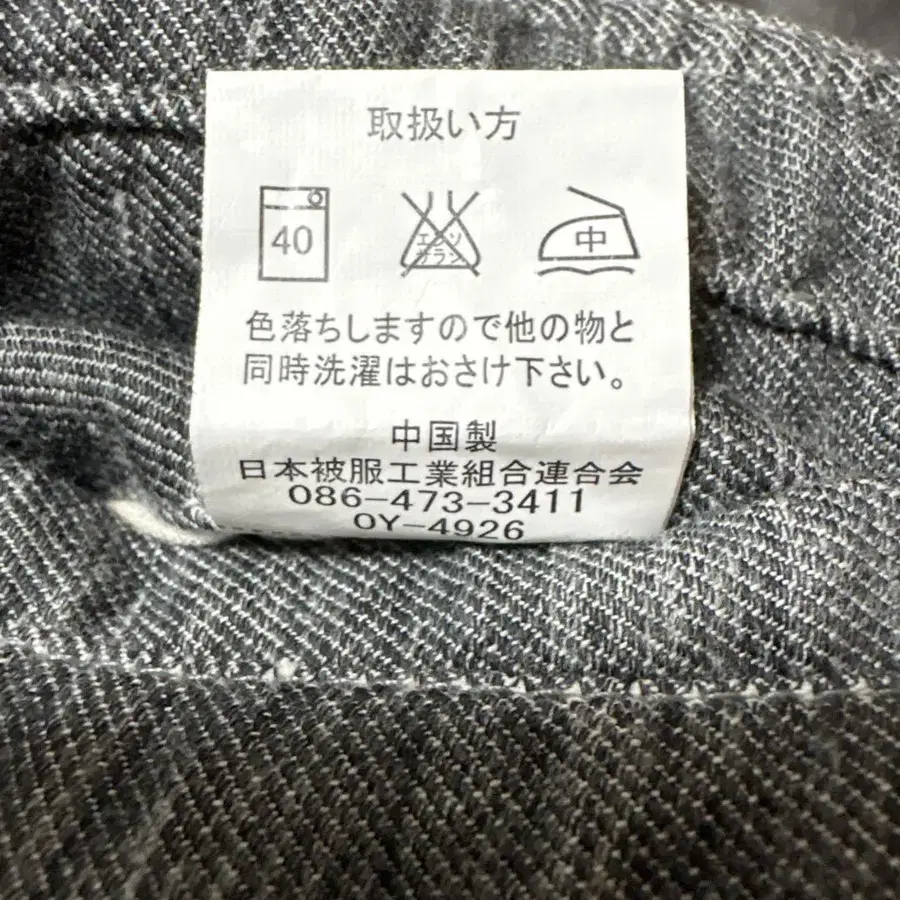 取扱い方
40
エンソ
サラシ
中
色落ちしますので他の物と
同時洗濯はおさけ下さい。
中国製
日本被服工業組合連合会
086-473-3411
OY-4926